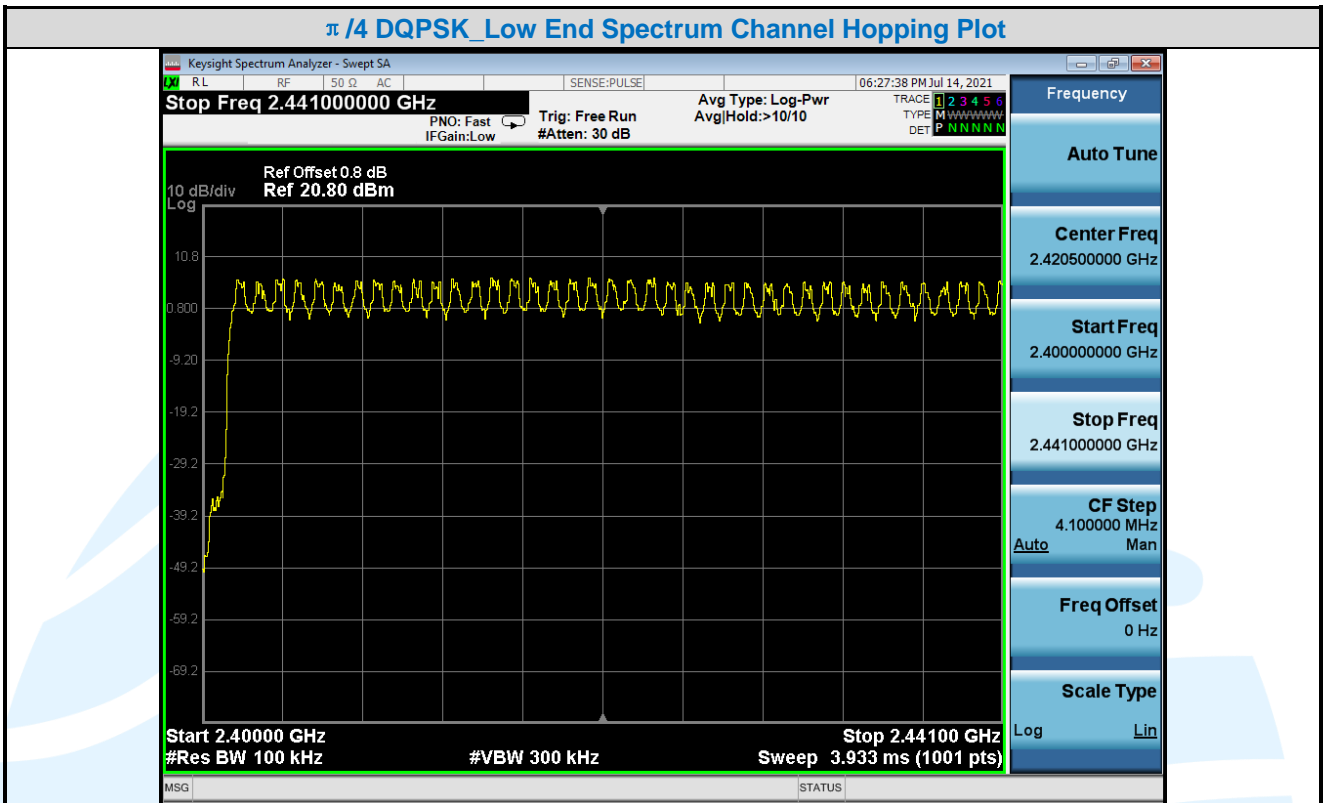 π/4 DQPSK_Low End Spectrum Channel Hopping Plot
Keysight Spectrum Analyzer - Swept SA
LXI RL RF 50 Ω AC SENSE:PULSE 06:27:38 PM Jul 14, 2021
Stop Freq 2.441000000 GHz
PNO: Fast
IFGain:Low
Trig: Free Run
#Atten: 30 dB
Avg Type: Log-Pwr
Avg|Hold:>10/10
TRACE 1 2 3 4 5 6
TYPE M WWWWW
DET P N N N N N
Ref Offset 0.8 dB
10 dB/div Ref 20.80 dBm
Log
10.8
0.800
-9.20
-19.2
-29.2
-39.2
-49.2
-59.2
-69.2
Start 2.40000 GHz
Stop 2.44100 GHz
#Res BW 100 kHz
#VBW 300 kHz
Sweep 3.933 ms (1001 pts)
MSG
STATUS
Frequency
Auto Tune
Center Freq
2.420500000 GHz
Start Freq
2.400000000 GHz
Stop Freq
2.441000000 GHz
CF Step
4.100000 MHz
Auto Man
Freq Offset
0 Hz
Scale Type
Log Lin